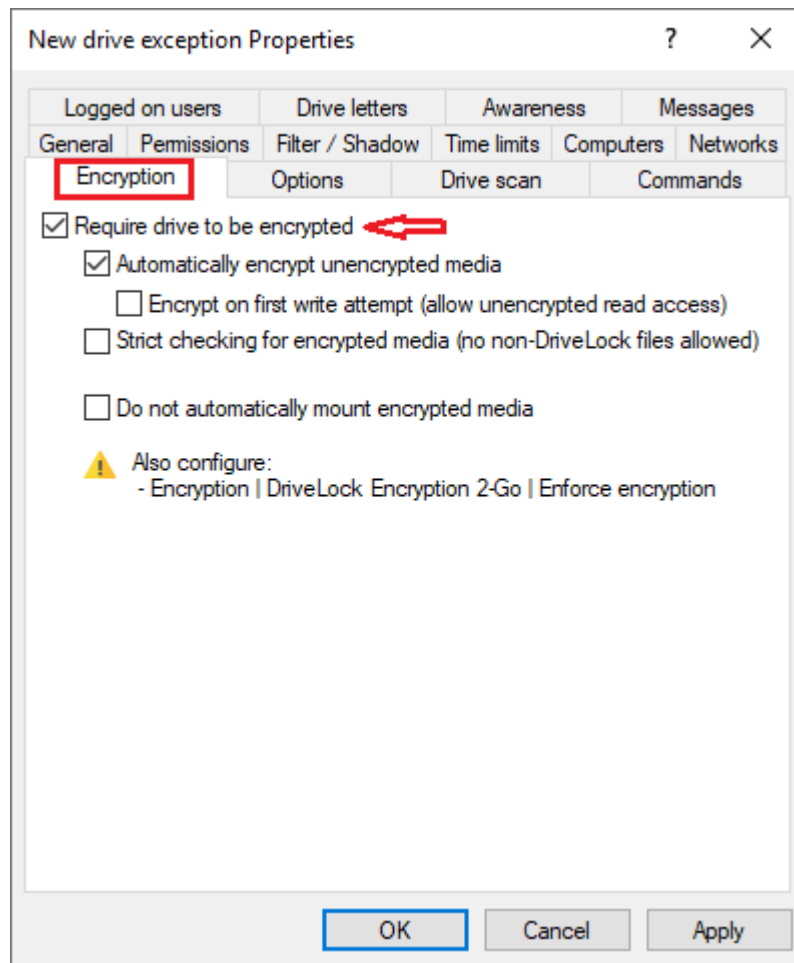 New drive exception Properties ? X
Logged on users Drive letters Awareness Messages
General Permissions Filter / Shadow Time limits Computers Networks
Encryption Options Drive scan Commands
Require drive to be encrypted
Automatically encrypt unencrypted media
Encrypt on first write attempt (allow unencrypted read access)
Strict checking for encrypted media (no non-DriveLock files allowed)
Do not automatically mount encrypted media
Also configure:
- Encryption | DriveLock Encryption 2-Go | Enforce encryption
OK Cancel Apply